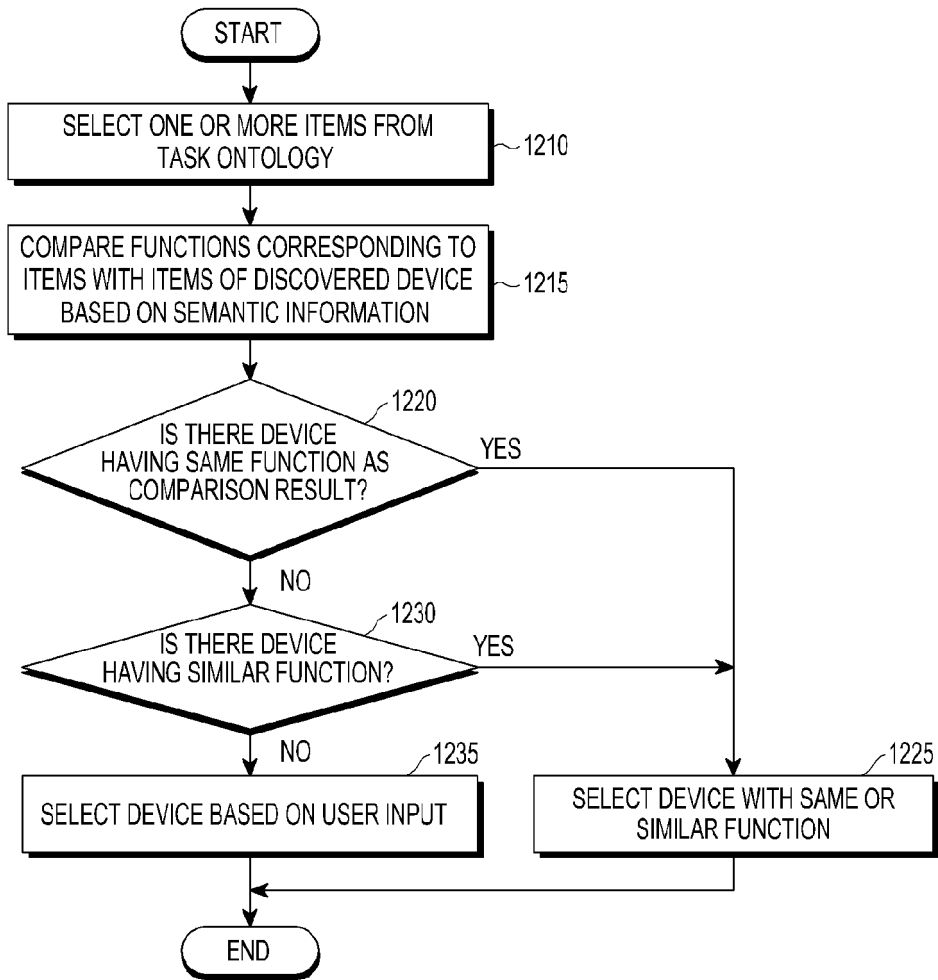 START
SELECT ONE OR MORE ITEMS FROM
TASK ONTOLOGY
1210
COMPARE FUNCTIONS CORRESPONDING TO
ITEMS WITH ITEMS OF DISCOVERED DEVICE
BASED ON SEMANTIC INFORMATION
1215
1220
IS THERE DEVICE
HAVING SAME FUNCTION AS
COMPARISON RESULT?
YES
NO
1230
IS THERE DEVICE
HAVING SIMILAR FUNCTION?
YES
NO
1235
SELECT DEVICE BASED ON USER INPUT
1225
SELECT DEVICE WITH SAME OR
SIMILAR FUNCTION
END